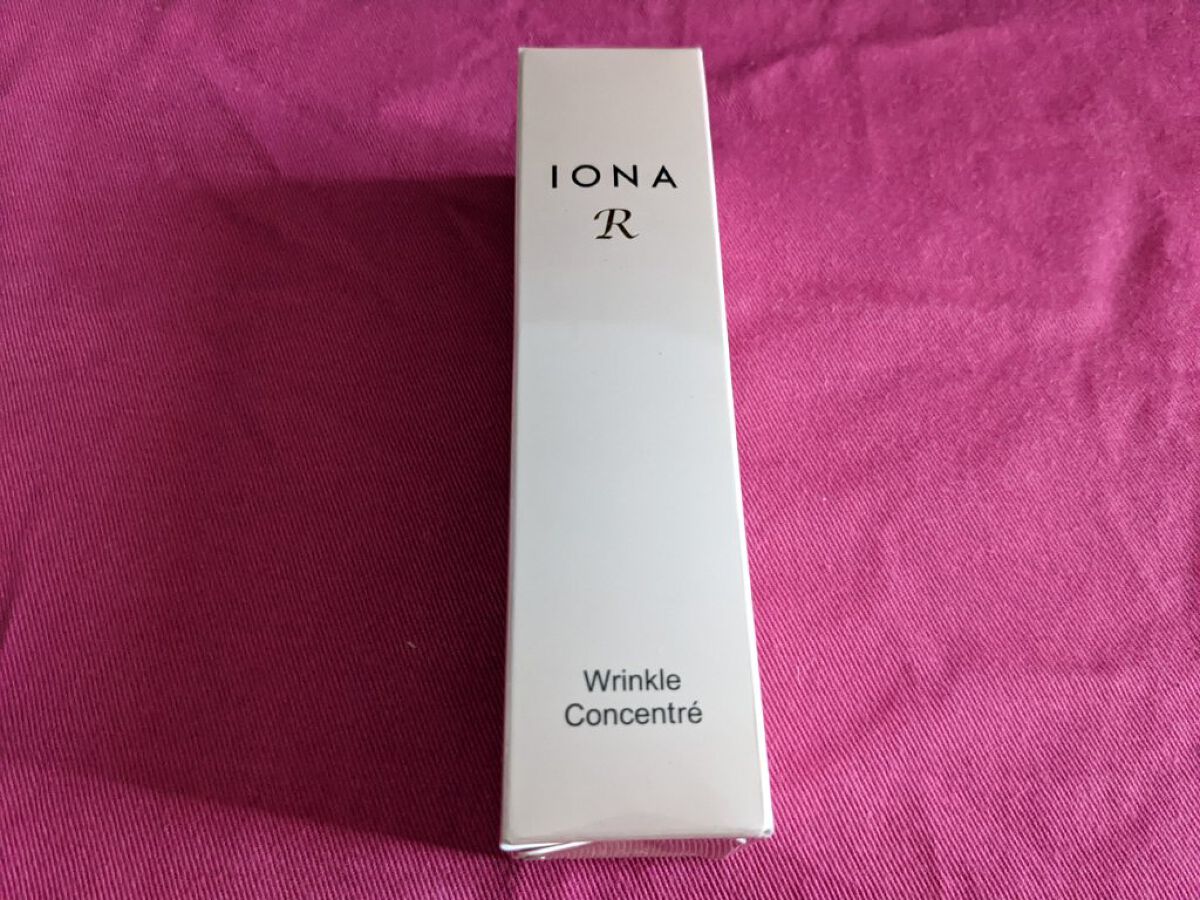 IONA
R
Wrinkle
Concentré